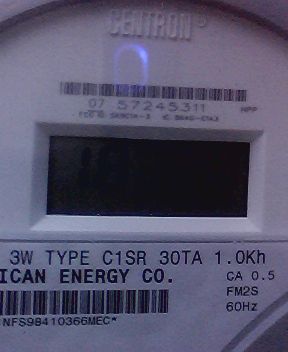 CENTRON®
07 57245311
3W TYPE C1SR 30TA 1.0Kh
ICAN ENERGY CO.
CA 0.5
FM2S
60Hz
NFS98410366MEC*